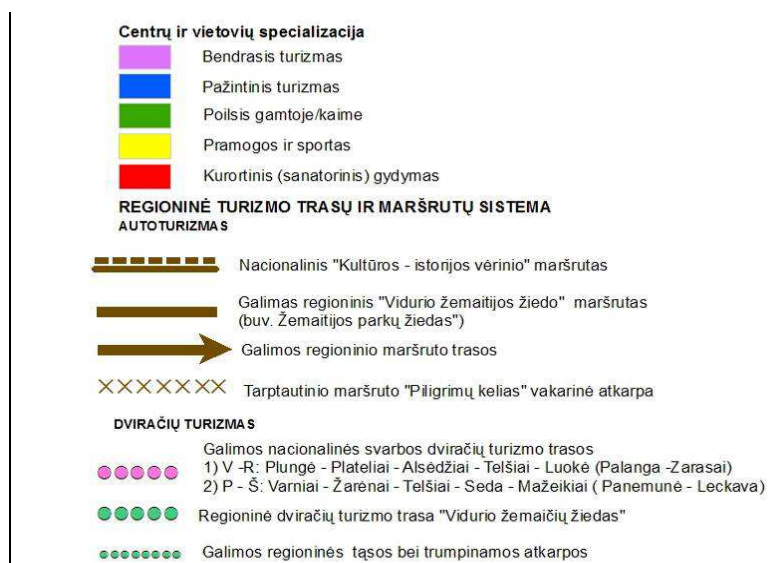 Centrų ir vietovių specializacija
Bendrasis turizmas
Pažintinis turizmas
Poilsis gamtoje/kaime
Pramogos ir sportas
Kurortinis (sanatorinis) gydymas
REGIONINĖ TURIZMO TRASŲ IR MARŠRUTŲ SISTEMA
AUTOTURIZMAS
Nacionalinis "Kultūros - istorijos vėrinio" maršrutas
Galimas regioninis "Vidurio žemaitijos žiedo" maršrutas
(buv. Žemaitijos parkų žiedas")
Galimos regioninio maršruto trasos
Tarptautinio maršruto "Piligrimų kelias" vakarinė atkarpa
DVIRAČIŲ TURIZMAS
Galimos nacionalinės svarbos dviračių turizmo trasos
1) V -R: Plungė - Plateliai - Alsėdžiai - Telšiai - Luokė (Palanga -Zarasai)
2) P - Š: Varniai - Žarėnai - Telšiai - Seda - Mažeikiai ( Panemunė - Leckava)
Regioninė dviračių turizmo trasa "Vidurio žemaičių žiedas"
Galimos regioninės tąsos bei trumpinamos atkarpos